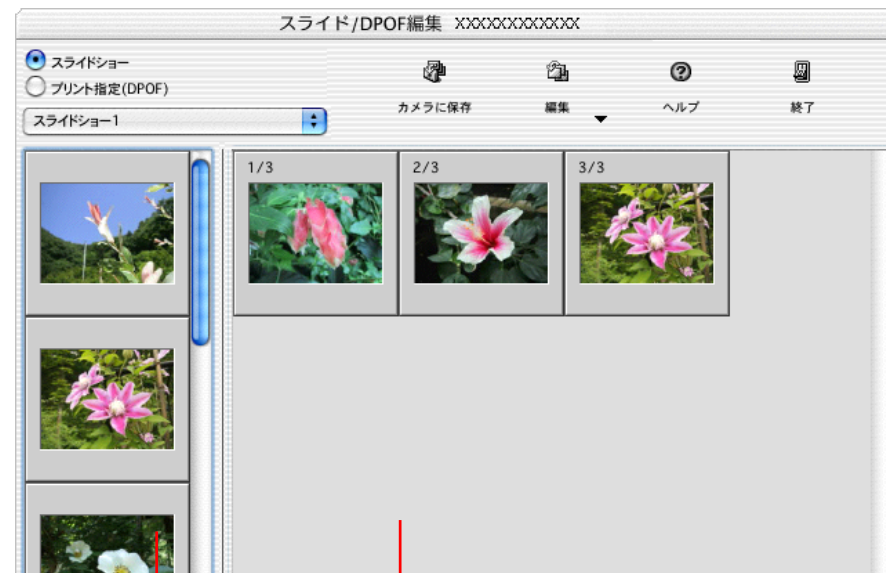 スライド/DPOF編集 XXXXXXXXXXXX
スライドショー
プリント指定(DPOF)
スライドショー1
カメラに保存
編集
ヘルプ
終了
1/3
2/3
3/3